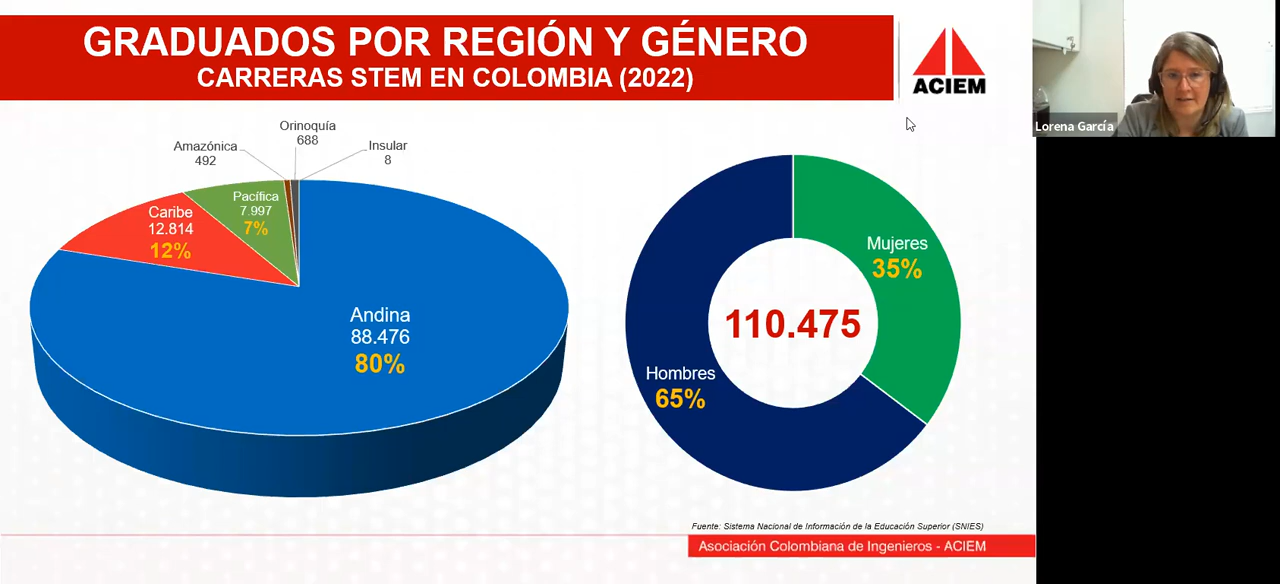 GRADUADOS POR REGIÓN Y GÉNERO
CARRERAS STEM EN COLOMBIA (2022)
ACIEM
Lorena García
Orinoquía
688
Amazónica
492
Insular
8
Pacífica
7.997
7%
Caribe
12.814
12%
Andina
88.476
80%
Mujeres
35%
110.475
Hombres
65%
Fuente: Sistema Nacional de Información de la Educación Superior (SNIES)
Asociación Colombiana de Ingenieros - ACIEM